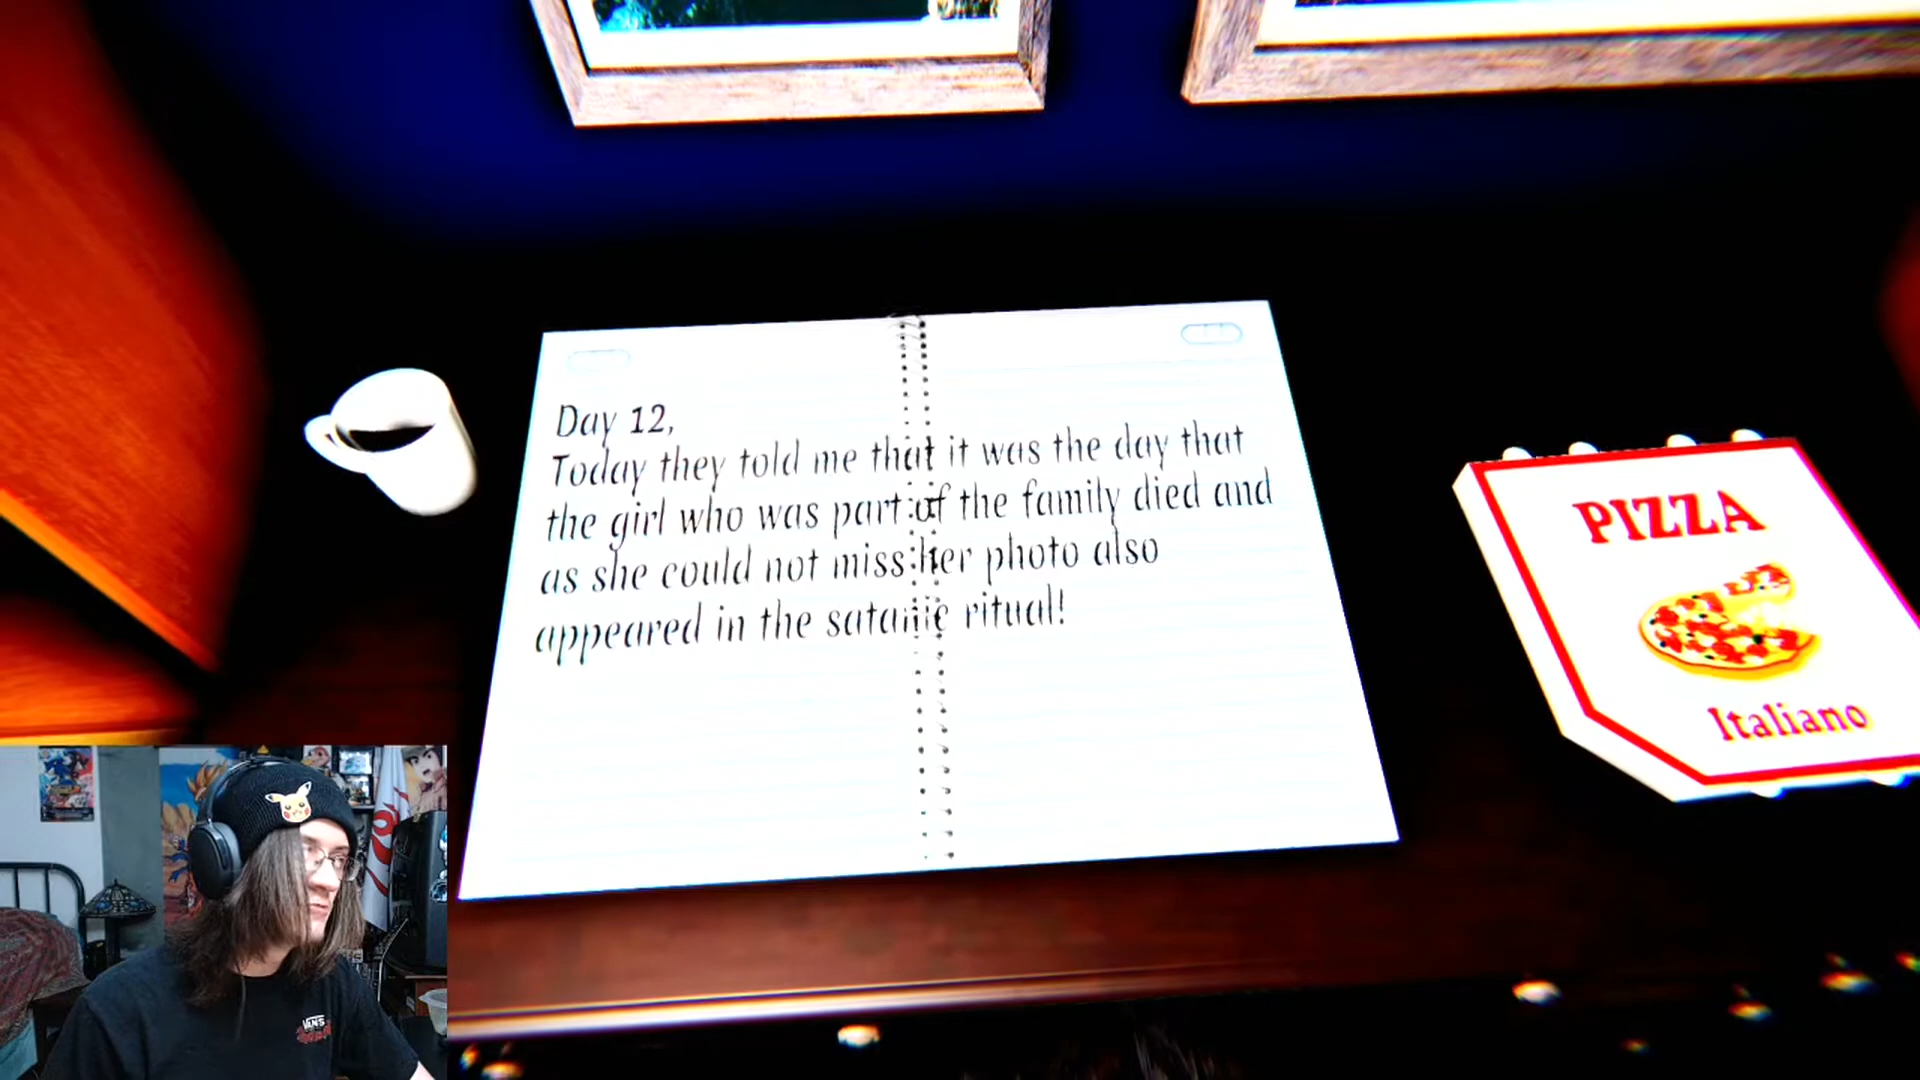 Day 12,
Today they told me that it was the day that
the girl who was part of the family died and
as she could not miss her photo also
appeared in the satanic ritual!
PIZZA
Italiano
VANS